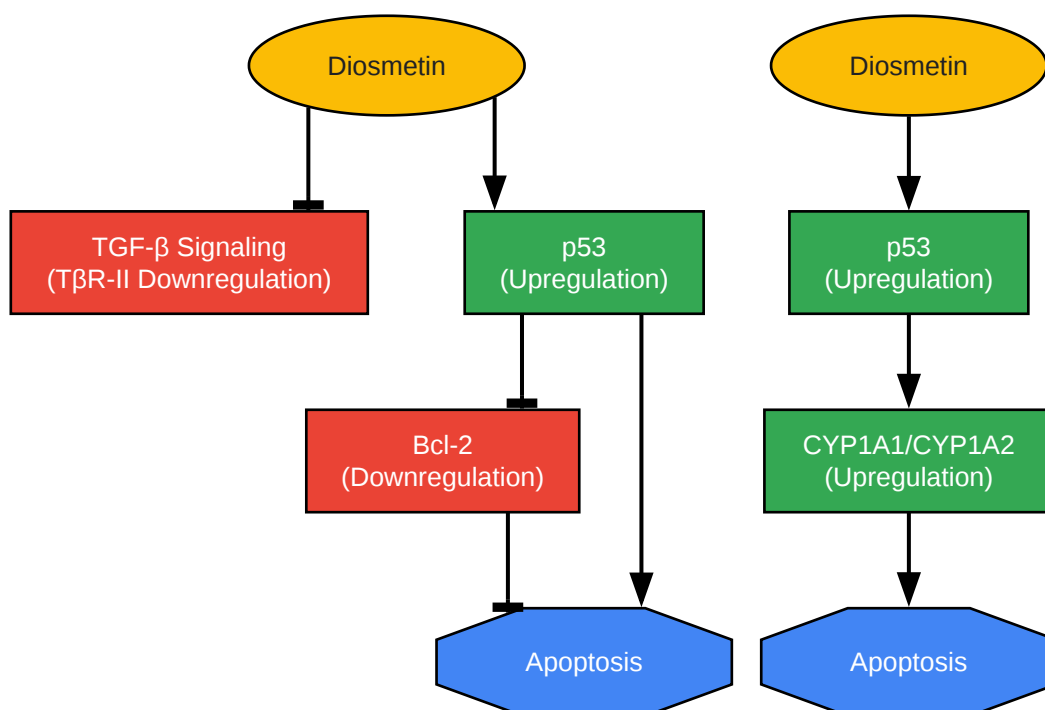 Diosmetin
Diosmetin
TGF-β Signaling
(TβR-II Downregulation)
p53
(Upregulation)
p53
(Upregulation)
Bcl-2
(Downregulation)
CYP1A1/CYP1A2
(Upregulation)
Apoptosis
Apoptosis